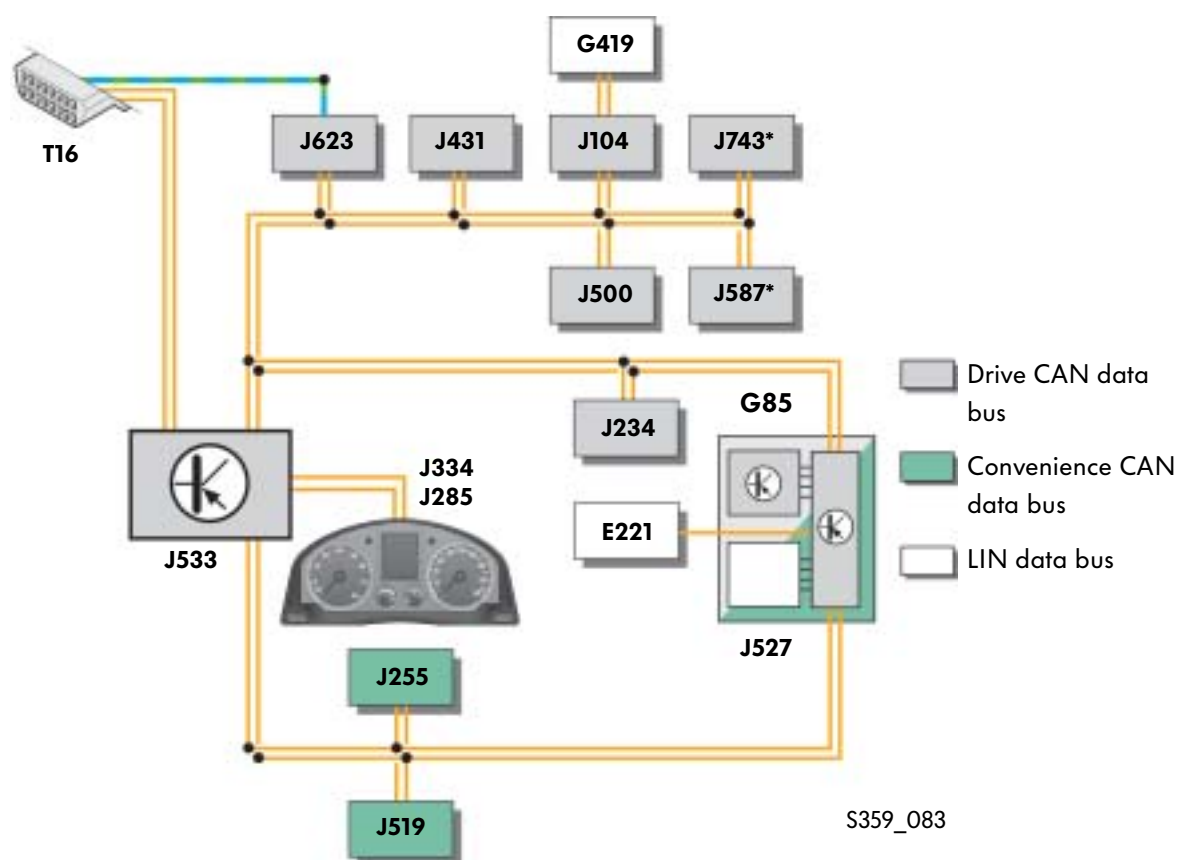 G419
T16
J623
J431
J104
J743*
J500
J587*
J234
G85
Drive CAN data
bus
Convenience CAN
data bus
LIN data bus
J334
J285
E221
J533
J527
J255
J519
S359_083